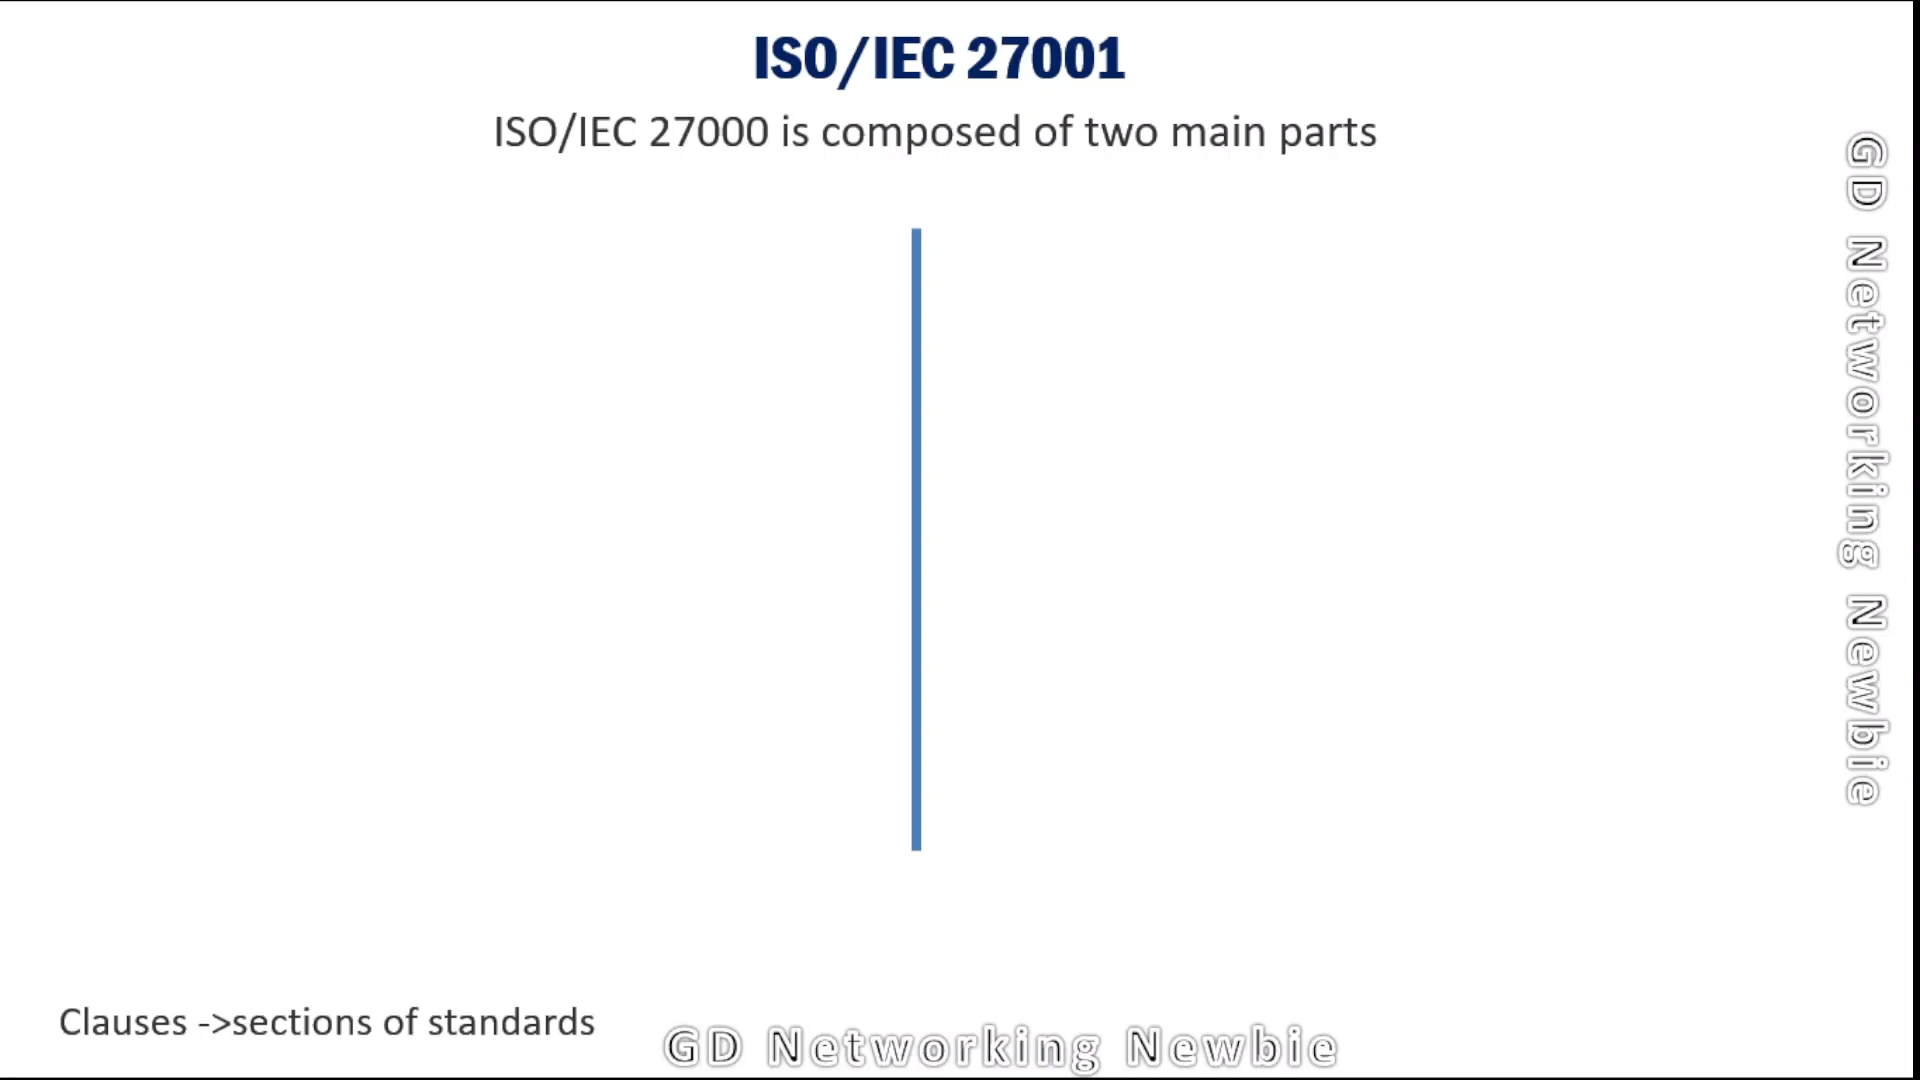 ISO/IEC 27001
ISO/IEC 27000 is composed of two main parts
GD Networking Newbie
Clauses ->sections of standards
GD Networking Newbie